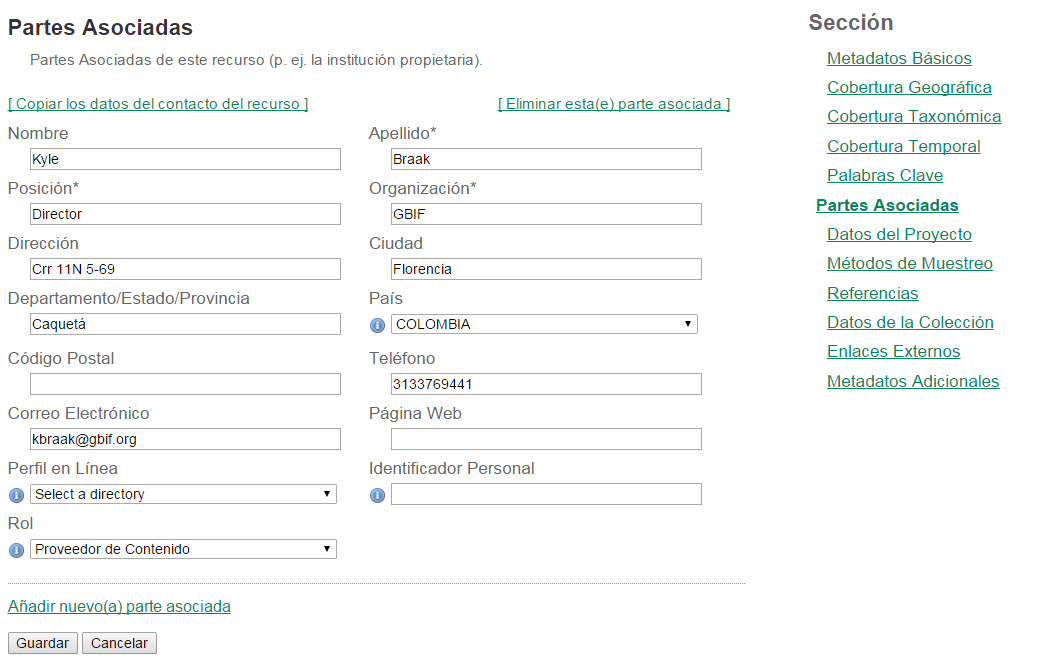 Partes Asociadas
Partes Asociadas de este recurso (p. ej. la institución propietaria).
[ Copiar los datos del contacto del recurso ]
[ Eliminar esta(e) parte asociada ]
Nombre
Kyle
Apellido*
Braak
Posición*
Director
Organización*
GBIF
Dirección
Crr 11N 5-69
Ciudad
Florencia
Departamento/Estado/Provincia
Caquetá
País
COLOMBIA
Código Postal
Teléfono
3133769441
Correo Electrónico
kbraak@gbif.org
Página Web
Perfil en Línea
Select a directory
Identificador Personal
Rol
Proveedor de Contenido
Añadir nuevo(a) parte asociada
Guardar
Cancelar
Sección
Metadatos Básicos
Cobertura Geográfica
Cobertura Taxonómica
Cobertura Temporal
Palabras Clave
Partes Asociadas
Datos del Proyecto
Métodos de Muestreo
Referencias
Datos de la Colección
Enlaces Externos
Metadatos Adicionales